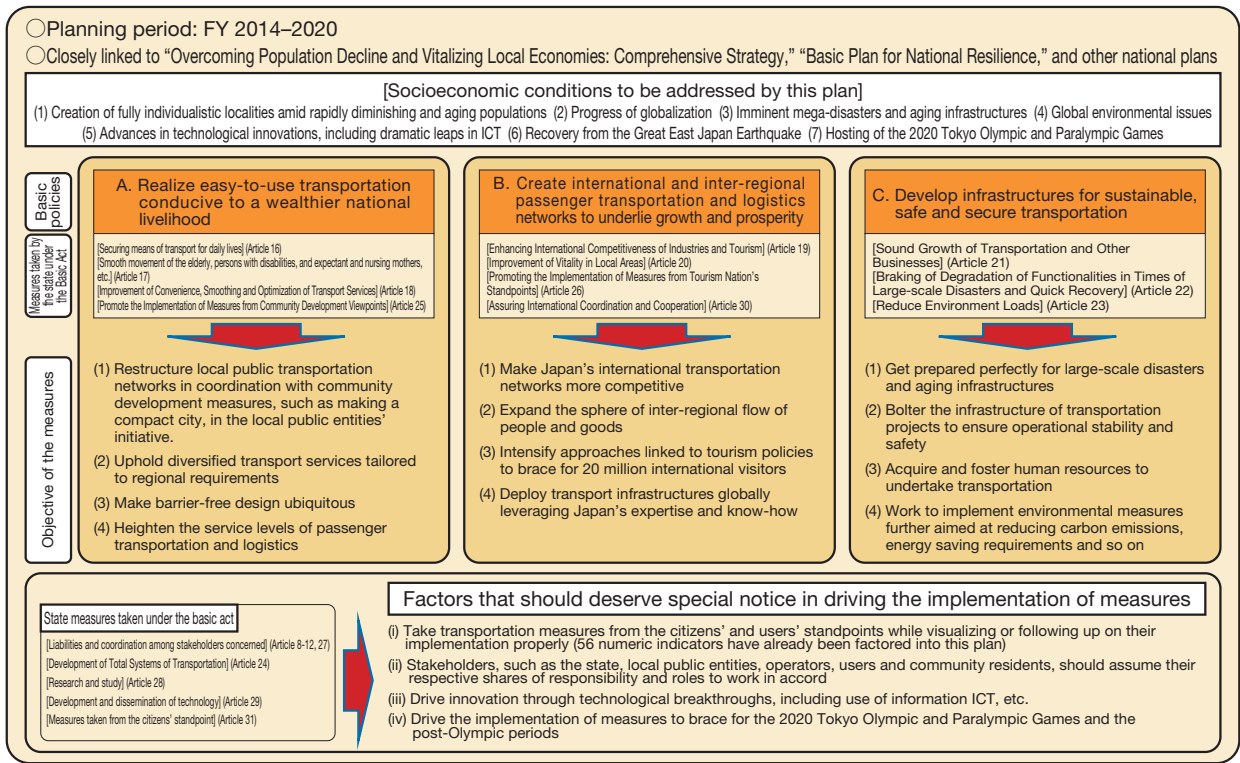 ○Planning period: FY 2014–2020
○Closely linked to “Overcoming Population Decline and Vitalizing Local Economies: Comprehensive Strategy,” “Basic Plan for National Resilience,” and other national plans
[Socioeconomic conditions to be addressed by this plan]
(1) Creation of fully individualistic localities amid rapidly diminishing and aging populations (2) Progress of globalization (3) Imminent mega-disasters and aging infrastructures (4) Global environmental issues
(5) Advances in technological innovations, including dramatic leaps in ICT (6) Recovery from the Great East Japan Earthquake (7) Hosting of the 2020 Tokyo Olympic and Paralympic Games
Basic
policies
A. Realize easy-to-use transportation
conducive to a wealthier national
livelihood
B. Create international and inter-regional
passenger transportation and logistics
networks to underlie growth and prosperity
C. Develop infrastructures for sustainable,
safe and secure transportation
Measures taken by
the state under
the Basic Act
[Securing means of transport for daily lives] (Article 16)
[Smooth movement of the elderly, persons with disabilities, and expectant and nursing mothers,
etc.] (Article 17)
[Improvement of Convenience, Smoothing and Optimization of Transport Services] (Article 18)
[Promote the Implementation of Measures from Community Development Viewpoints] (Article 25)
[Enhancing International Competitiveness of Industries and Tourism] (Article 19)
[Improvement of Vitality in Local Areas] (Article 20)
[Promoting the Implementation of Measures from Tourism Nation’s
Standpoints] (Article 26)
[Assuring International Coordination and Cooperation] (Article 30)
[Sound Growth of Transportation and Other
Businesses] (Article 21)
[Braking of Degradation of Functionalities in Times of
Large-scale Disasters and Quick Recovery] (Article 22)
[Reduce Environment Loads] (Article 23)
Objective of the measures
(1) Restructure local public transportation
networks in coordination with community
development measures, such as making a
compact city, in the local public entities’
initiative.
(2) Uphold diversified transport services tailored
to regional requirements
(3) Make barrier-free design ubiquitous
(4) Heighten the service levels of passenger
transportation and logistics
(1) Make Japan’s international transportation
networks more competitive
(2) Expand the sphere of inter-regional flow of
people and goods
(3) Intensify approaches linked to tourism policies
to brace for 20 million international visitors
(4) Deploy transport infrastructures globally
leveraging Japan’s expertise and know-how
(1) Get prepared perfectly for large-scale disasters
and aging infrastructures
(2) Bolter the infrastructure of transportation
projects to ensure operational stability and
safety
(3) Acquire and foster human resources to
undertake transportation
(4) Work to implement environmental measures
further aimed at reducing carbon emissions,
energy saving requirements and so on
State measures taken under the basic act
[Liabilities and coordination among stakeholders concerned] (Article 8-12, 27)
[Development of Total Systems of Transportation] (Article 24)
[Research and study] (Article 28)
[Development and dissemination of technology] (Article 29)
[Measures taken from the citizens’ standpoint] (Article 31)
Factors that should deserve special notice in driving the implementation of measures
(i) Take transportation measures from the citizens’ and users’ standpoints while visualizing or following up on their
implementation properly (56 numeric indicators have already been factored into this plan)
(ii) Stakeholders, such as the state, local public entities, operators, users and community residents, should assume their
respective shares of responsibility and roles to work in accord
(iii) Drive innovation through technological breakthroughs, including use of information ICT, etc.
(iv) Drive the implementation of measures to brace for the 2020 Tokyo Olympic and Paralympic Games and the
post-Olympic periods